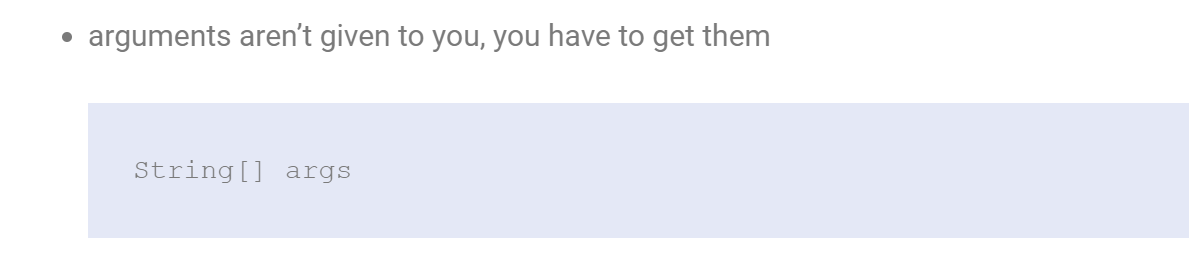 arguments aren’t given to you, you have to get them
String[] args